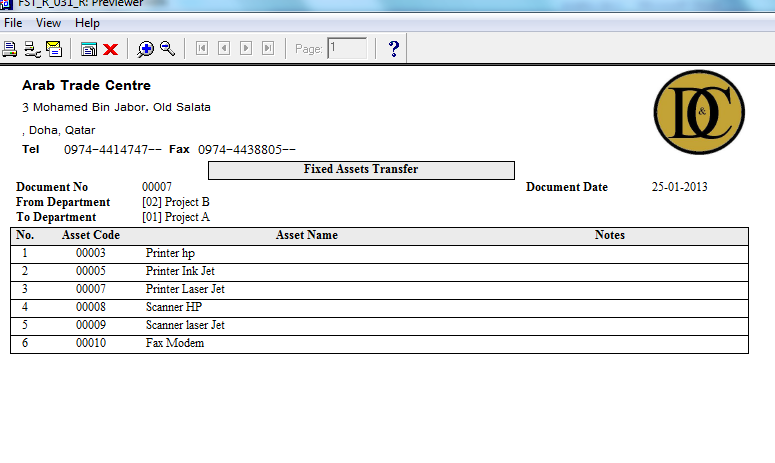 FST_R_031_R: Previewer
File View Help
Page: 1 ?
Arab Trade Centre
3 Mohamed Bin Jabor. Old Salata
, Doha, Qatar
Tel 0974-4414747-- Fax 0974-4438805--
D&C
Fixed Assets Transfer
Document No 00007 Document Date 25-01-2013
From Department [02] Project B
To Department [01] Project A
No. Asset Code Asset Name Notes
1 00003 Printer hp
2 00005 Printer Ink Jet
3 00007 Printer Laser Jet
4 00008 Scanner HP
5 00009 Scanner laser Jet
6 00010 Fax Modem